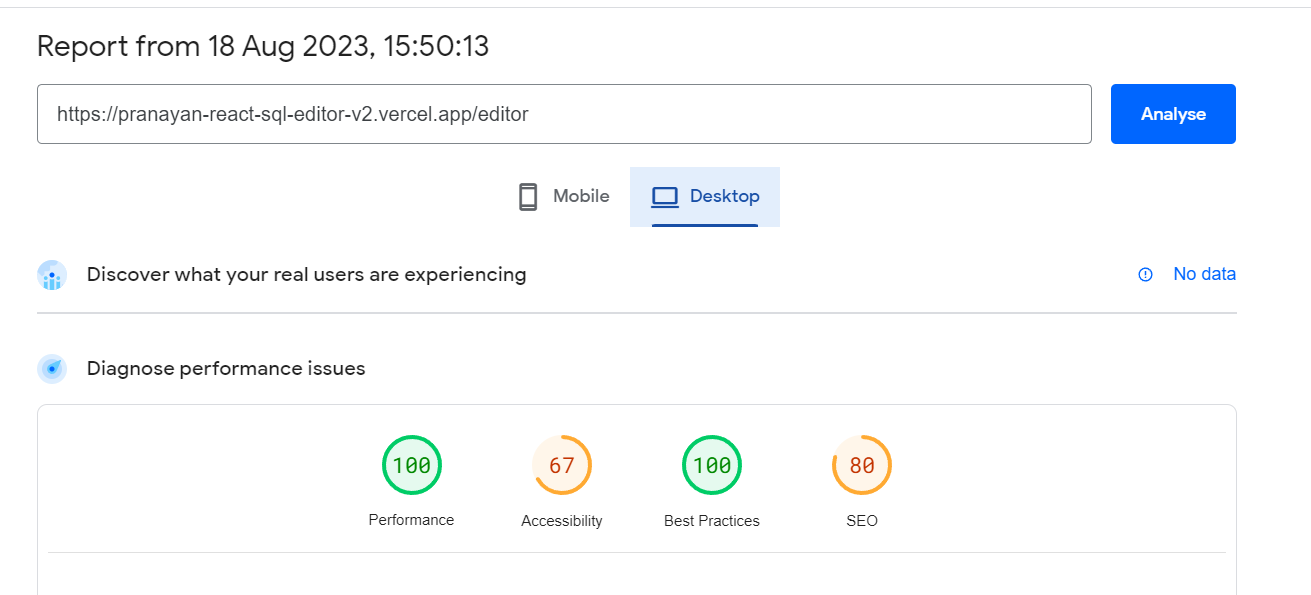 Report from 18 Aug 2023, 15:50:13
https://pranayan-react-sql-editor-v2.vercel.app/editor
Analyse
Mobile
Desktop
Discover what your real users are experiencing
No data
Diagnose performance issues
100
67
100
80
Performance
Accessibility
Best Practices
SEO